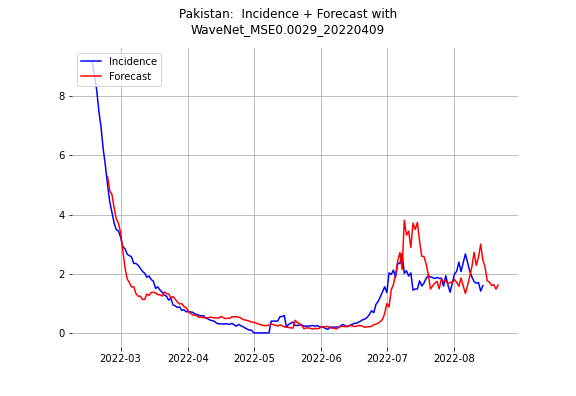 Pakistan:  Incidence + Forecast with
WaveNet_MSE0.0029_20220409
Incidence
Forecast
8
6
4
2
0
2022-03 2022-04 2022-05 2022-06 2022-07 2022-08